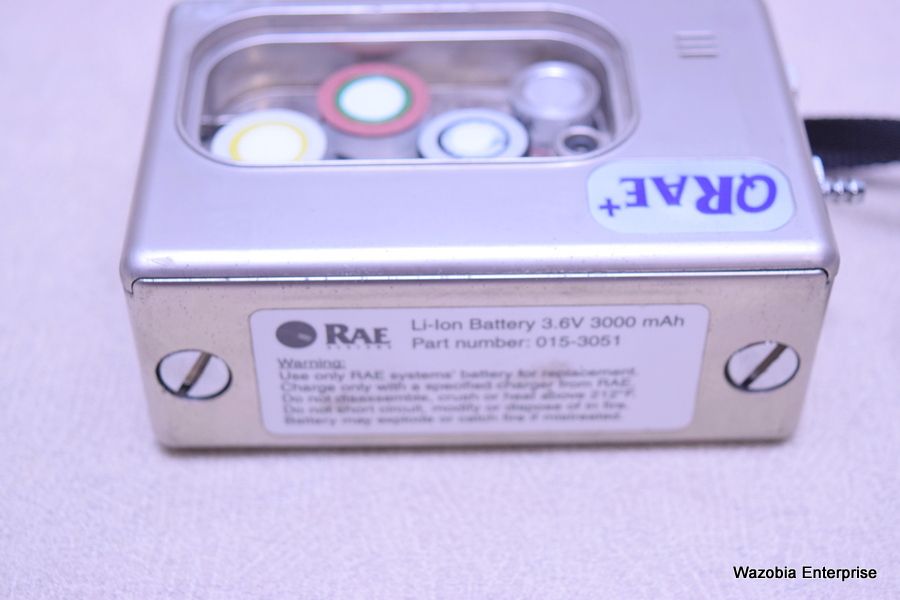 QRAE+
RAE Li-Ion Battery 3.6V 3000 mAh
SYSTEMS Part number: 015-3051
Warning:
Use only RAE systems' battery for replacement.
Charge only with a specified charger from RAE.
Do not disassemble, crush or heat above 212°F.
Do not short circuit, modify or dispose of in fire.
Battery may explode or catch fire if mistreated.
Wazobia Enterprise